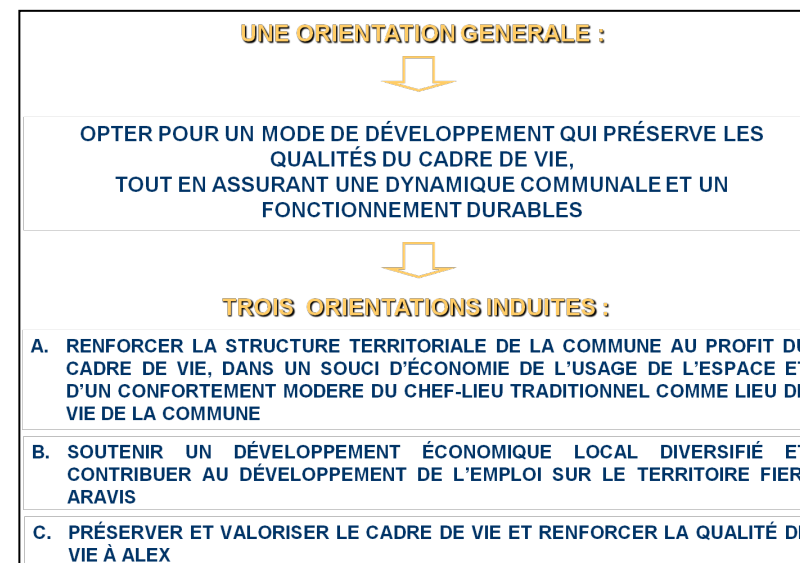 UNE ORIENTATION GENERALE :
OPTER POUR UN MODE DE DÉVELOPPEMENT QUI PRÉSERVE LES
QUALITÉS DU CADRE DE VIE,
TOUT EN ASSURANT UNE DYNAMIQUE COMMUNALE ET UN
FONCTIONNEMENT DURABLES
TROIS ORIENTATIONS INDUITES :
A. RENFORCER LA STRUCTURE TERRITORIALE DE LA COMMUNE AU PROFIT DU
CADRE DE VIE, DANS UN SOUCI D'ÉCONOMIE DE L'USAGE DE L'ESPACE ET
D'UN CONFORTEMENT MODERE DU CHEF-LIEU TRADITIONNEL COMME LIEU
VIE DE LA COMMUNE
B. SOUTENIR UN DÉVELOPPEMENT ÉCONOMIQUE LOCAL DIVERSIFIÉ ET
CONTRIBUER AU DÉVELOPPEMENT DE L'EMPLOI SUR LE TERRITOIRE FIER
ARAVIS
C. PRÉSERVER ET VALORISER LE CADRE DE VIE ET RENFORCER LA QUALITÉ
VIE À ALEX